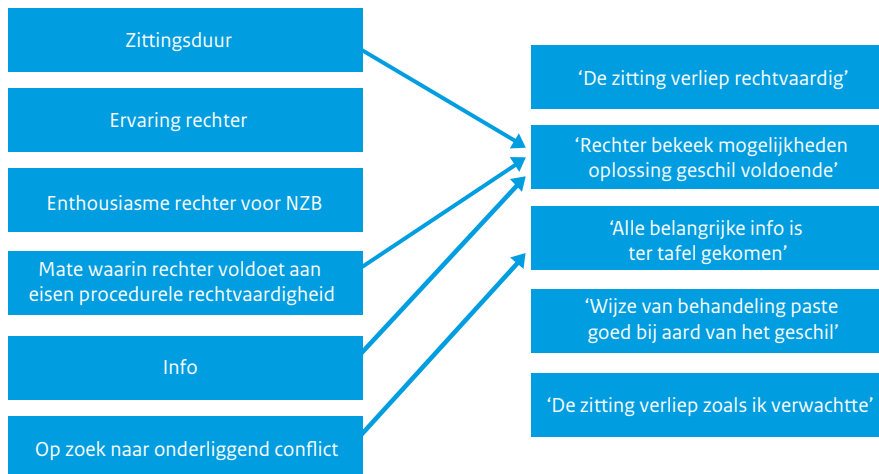 Zittingsduur
Ervaring rechter
Enthousiasme rechter voor NZB
Mate waarin rechter voldoet aan
eisen procedurele rechtvaardigheid
Info
Op zoek naar onderliggend conflict
‘De zitting verliep rechtvaardig’
‘Rechter bekeek mogelijkheden
oplossing geschil voldoende’
‘Alle belangrijke info is
ter tafel gekomen’
‘Wijze van behandeling paste
goed bij aard van het geschil’
‘De zitting verliep zoals ik verwachtte’